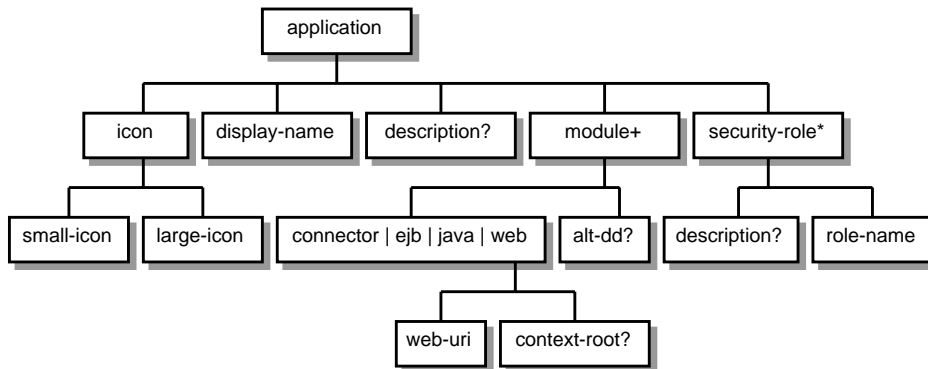 application
icon
display-name
description?
module+
security-role*
small-icon
large-icon
connector | ejb | java | web
alt-dd?
description?
role-name
web-uri
context-root?